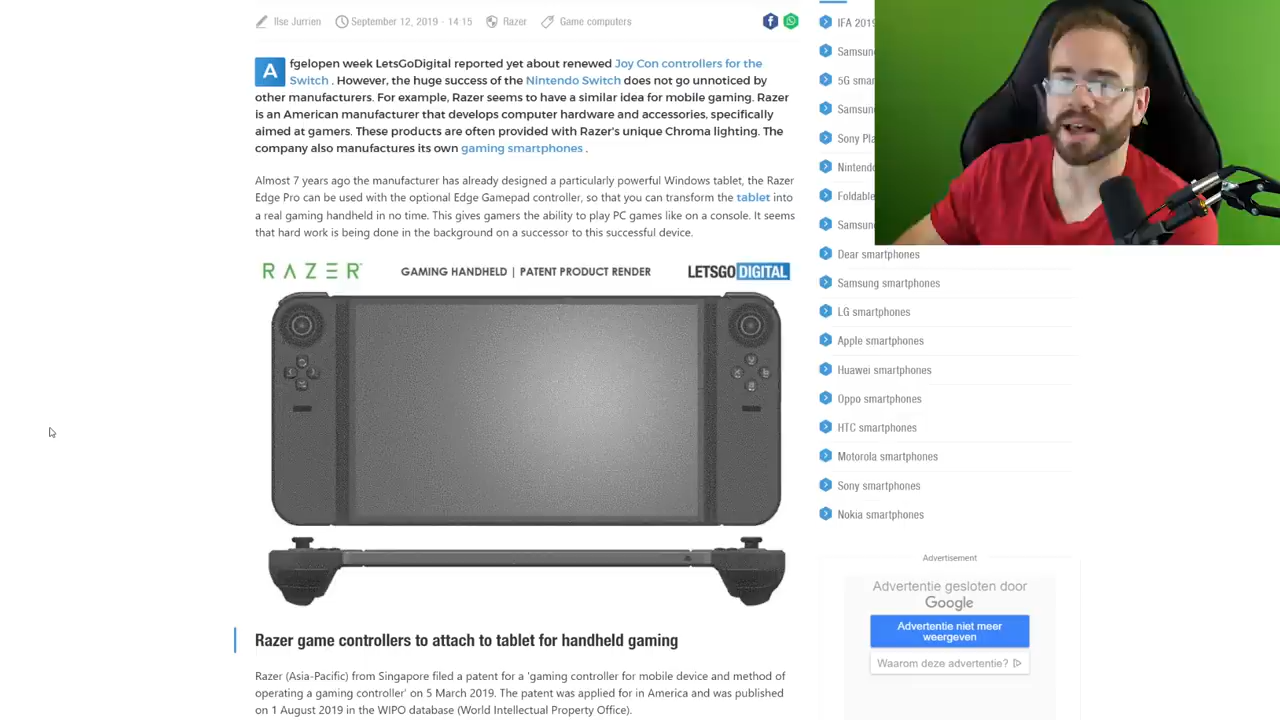 Ilse Jurrien September 12, 2019 - 14:15 Razer Game computers
A fgelopen week LetsGoDigital reported yet about renewed Joy Con controllers for the
Switch . However, the huge success of the Nintendo Switch does not go unnoticed by
other manufacturers. For example, Razer seems to have a similar idea for mobile gaming. Razer
is an American manufacturer that develops computer hardware and accessories, specifically
aimed at gamers. These products are often provided with Razer's unique Chroma lighting. The
company also manufactures its own gaming smartphones .
Almost 7 years ago the manufacturer has already designed a particularly powerful Windows tablet, the Razer
Edge Pro can be used with the optional Edge Gamepad controller, so that you can transform the tablet into
a real gaming handheld in no time. This gives gamers the ability to play PC games like on a console. It seems
that hard work is being done in the background on a successor to this successful device.
RAZER GAMING HANDHELD | PATENT PRODUCT RENDER LETSGODIGITAL
Razer game controllers to attach to tablet for handheld gaming
Razer (Asia-Pacific) from Singapore filed a patent for a 'gaming controller for mobile device and method of
operating a gaming controller' on 5 March 2019. The patent was applied for in America and was published
on 1 August 2019 in the WIPO database (World Intellectual Property Office).
IFA 2019
Samsu
5G smar
Samsu
Sony Pla
Nintendo
Foldable
Samsu
Dear smartphones
Samsung smartphones
LG smartphones
Apple smartphones
Huawei smartphones
Oppo smartphones
HTC smartphones
Motorola smartphones
Sony smartphones
Nokia smartphones
Advertisement
Advertentie gesloten door
Google
Advertentie niet meer
weergeven
Waarom deze advertentie?